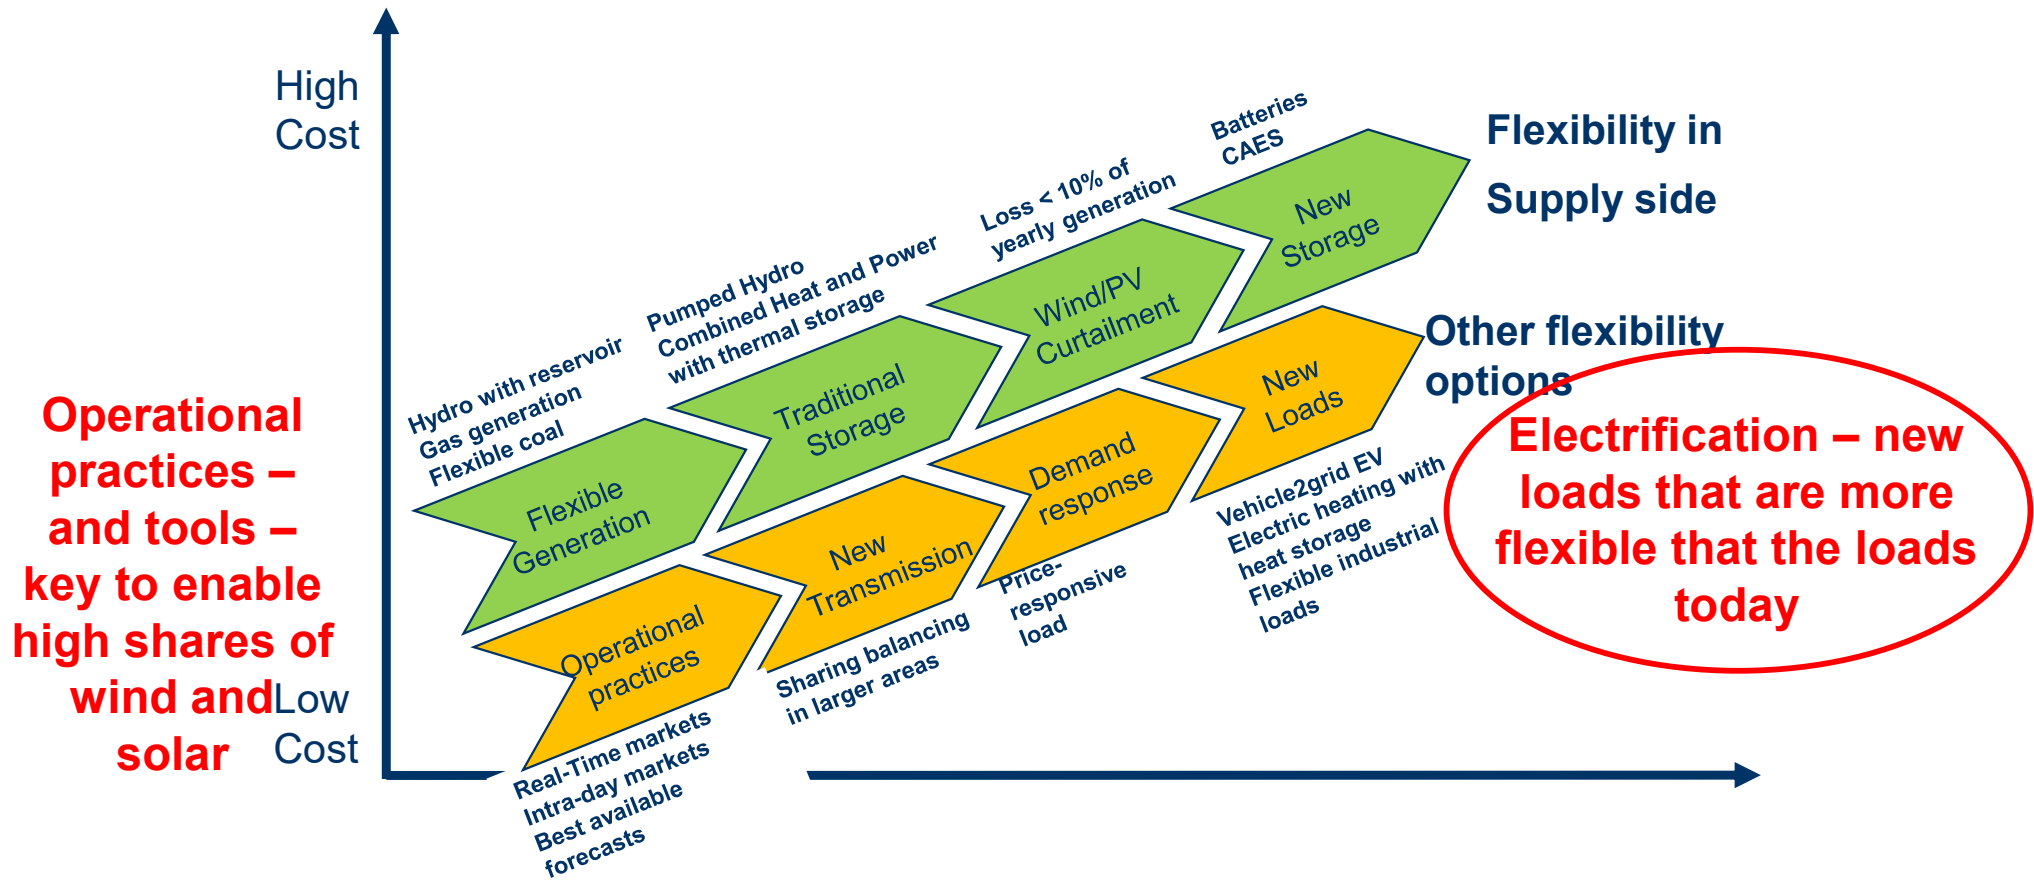 High
Cost
Batteries
CAES
Flexibility in
Supply side
New
Storage
Loss < 10% of
yearly generation
Wind/PV
Curtailment
Pumped Hydro
Combined Heat and Power
with thermal storage
Traditional
Storage
Hydro with reservoir
Gas generation
Flexible coal
Flexible
Generation
Other flexibility
options
New
Loads
Vehicle2grid EV
Electric heating with
heat storage
Flexible industrial
loads
Demand
response
Price-
responsive
load
New
Transmission
Sharing balancing
in larger areas
Operational
practices
Real-Time markets
Intra-day markets
Best available
forecasts
Electrification – new
loads that are more
flexible that the loads
today
Operational
practices –
and tools –
key to enable
high shares of
wind and
solar
Low
Cost